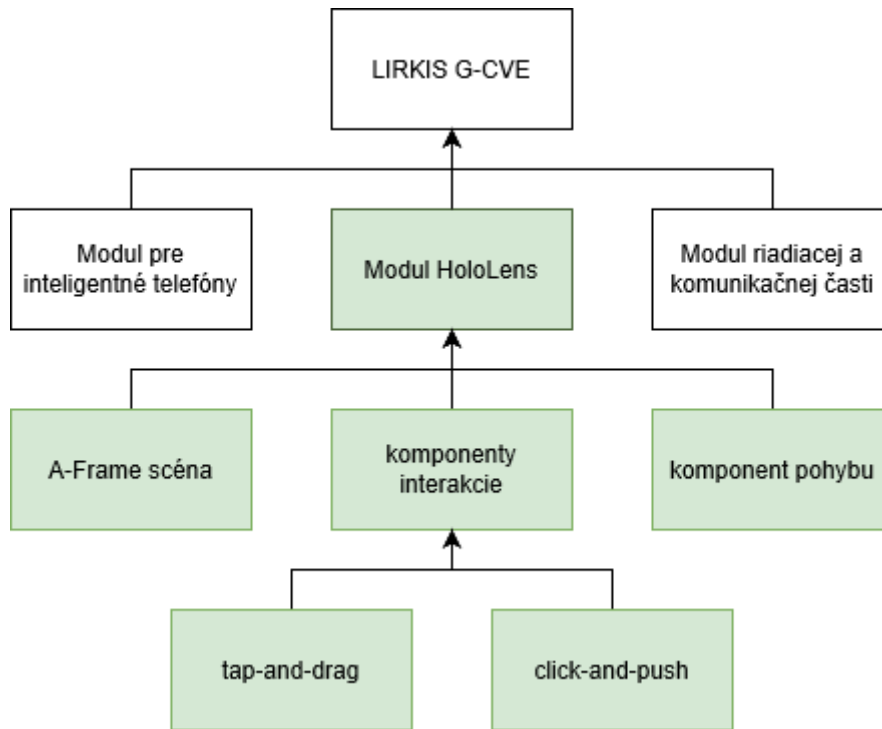 LIRKIS G-CVE
Modul pre
inteligentné telefóny
Modul HoloLens
Modul riadiacej a
komunikačnej časti
A-Frame scéna
komponenty
interakcie
komponent pohybu
tap-and-drag
click-and-push